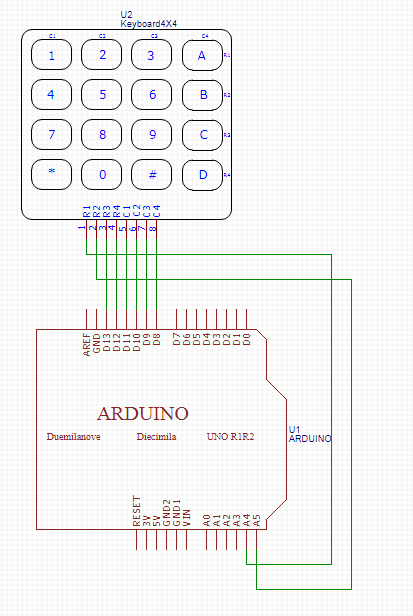 U2
Keyboard4X4
C1 C2 C3 C4
1 2 3 A R1
4 5 6 B R2
7 8 9 C R3
* 0 # D R4
R1 R2 R3 R4 C1 C2 C3 C4
1 2 3 4 5 6 7 8
AREF GND D13 D12 D11 D10 D9 D8 D7 D6 D5 D4 D3 D2 D1 D0
ARDUINO
Duemilanove Diecimila UNO R1R2
U1
ARDUINO
RESET 3V 5V GND2 GND1 VIN A0 A1 A2 A3 A4 A5